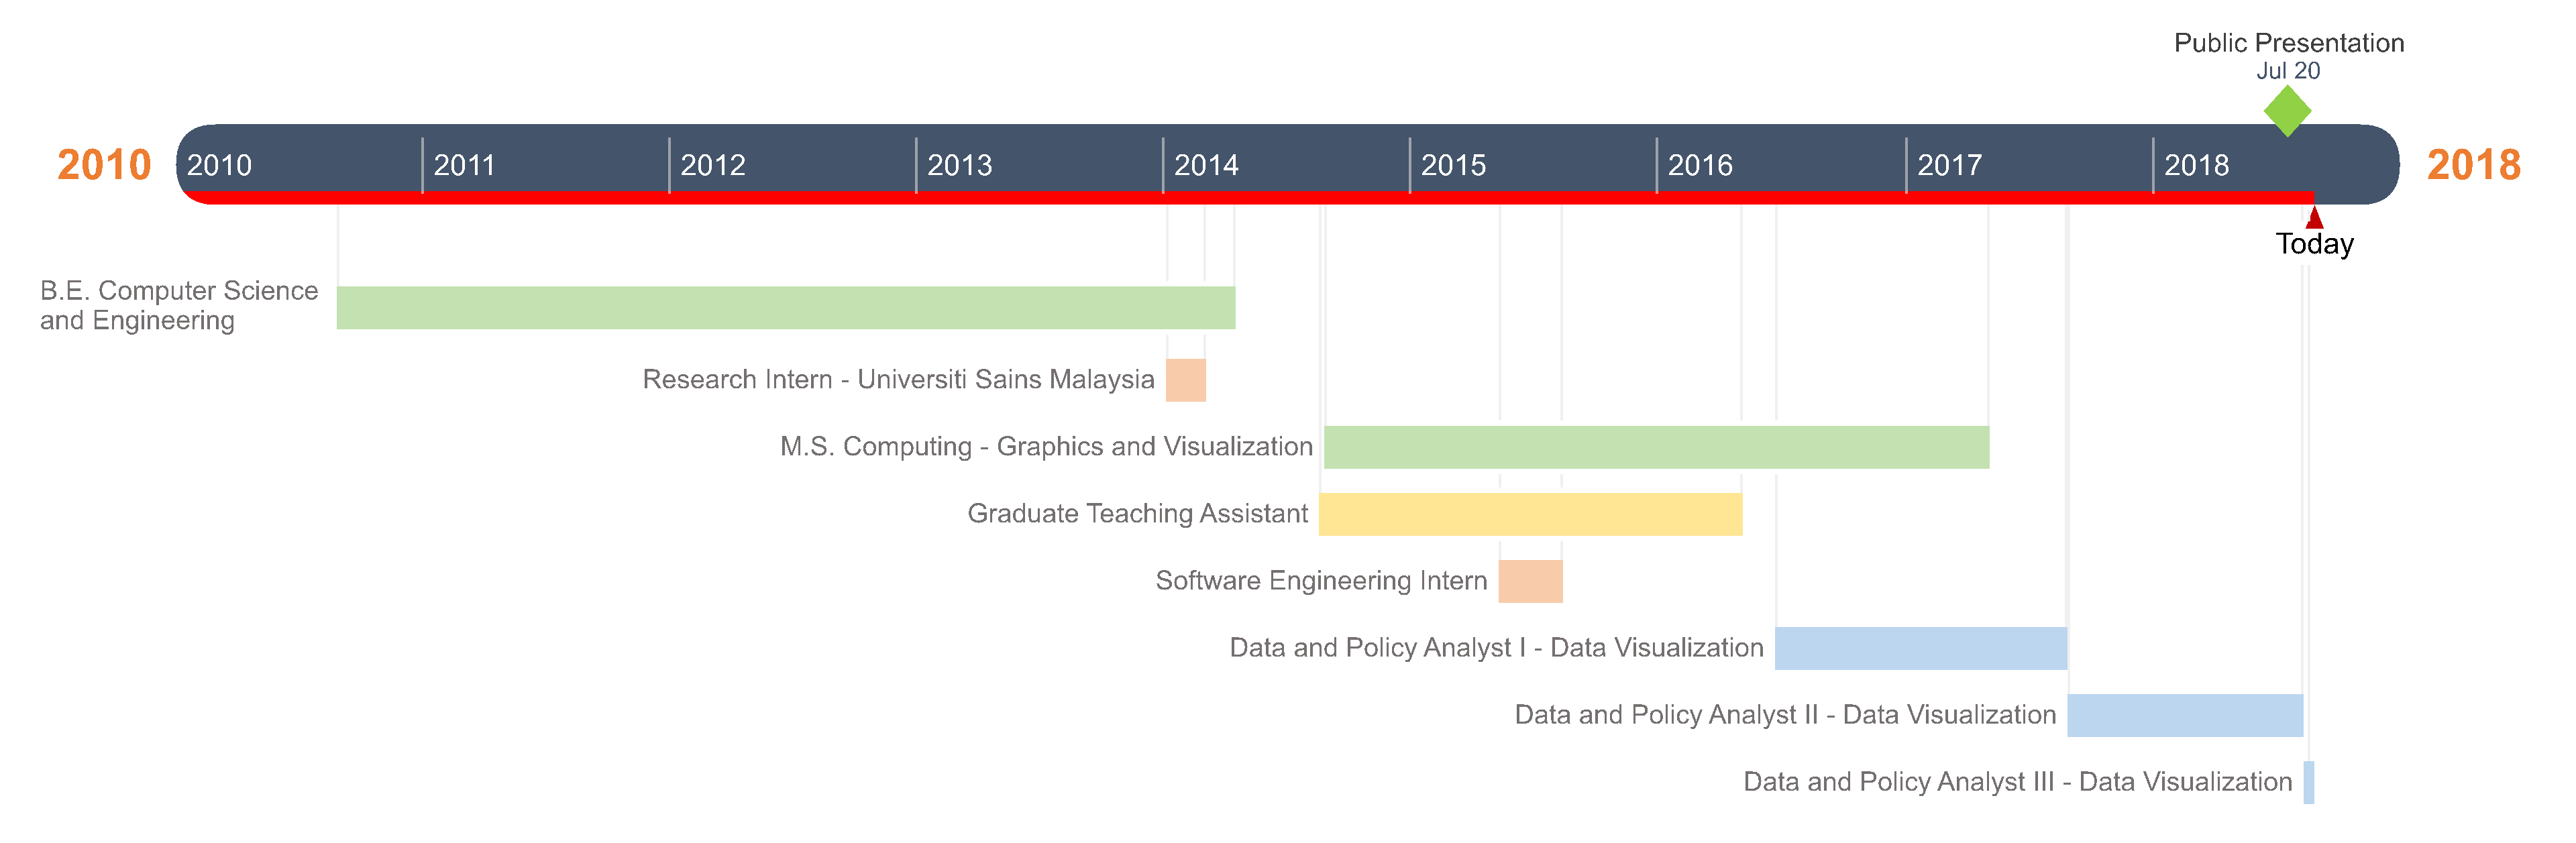 Public Presentation
Jul 20
2010 2010 2011 2012 2013 2014 2015 2016 2017 2018 2018
Today
B.E. Computer Science
and Engineering
Research Intern - Universiti Sains Malaysia
M.S. Computing - Graphics and Visualization
Graduate Teaching Assistant
Software Engineering Intern
Data and Policy Analyst I - Data Visualization
Data and Policy Analyst II - Data Visualization
Data and Policy Analyst III - Data Visualization